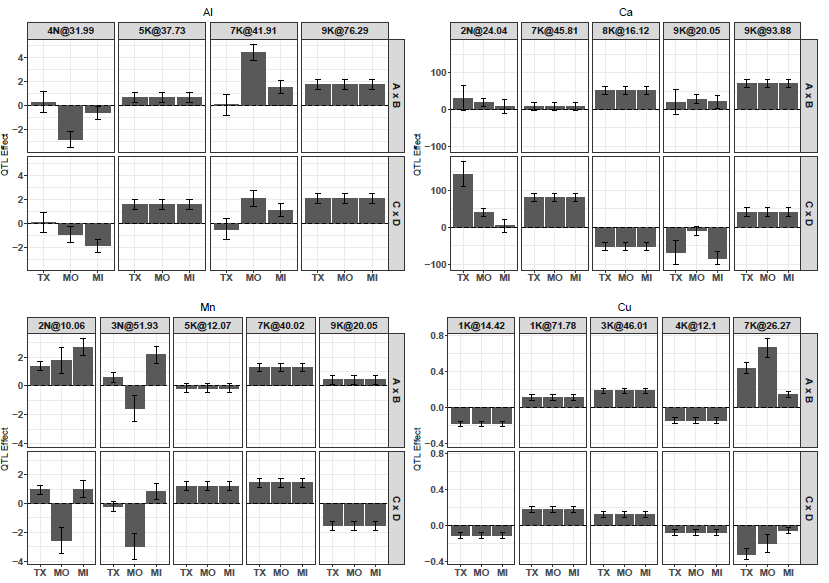 Al
4N@31.99 5K@37.73 7K@41.91 9K@76.29
QTL Effect
4
2
0
−2
A x B
4
2
0
−2
C x D
TX MO MI TX MO MI TX MO MI TX MO MI
Ca
2N@24.04 7K@45.81 8K@16.12 9K@20.05 9K@93.88
QTL Effect
100
0
−100
A x B
100
0
−100
C x D
TX MO MI TX MO MI TX MO MI TX MO MI TX MO MI
Mn
2N@10.06 3N@51.93 5K@12.07 7K@40.02 9K@20.05
QTL Effect
2
0
−2
−4
A x B
2
0
−2
−4
C x D
TX MO MI TX MO MI TX MO MI TX MO MI TX MO MI
Cu
1K@14.42 1K@71.78 3K@46.01 4K@12.1 7K@26.27
QTL Effect
0.8
0.4
0.0
−0.4
A x B
0.8
0.4
0.0
−0.4
C x D
TX MO MI TX MO MI TX MO MI TX MO MI TX MO MI